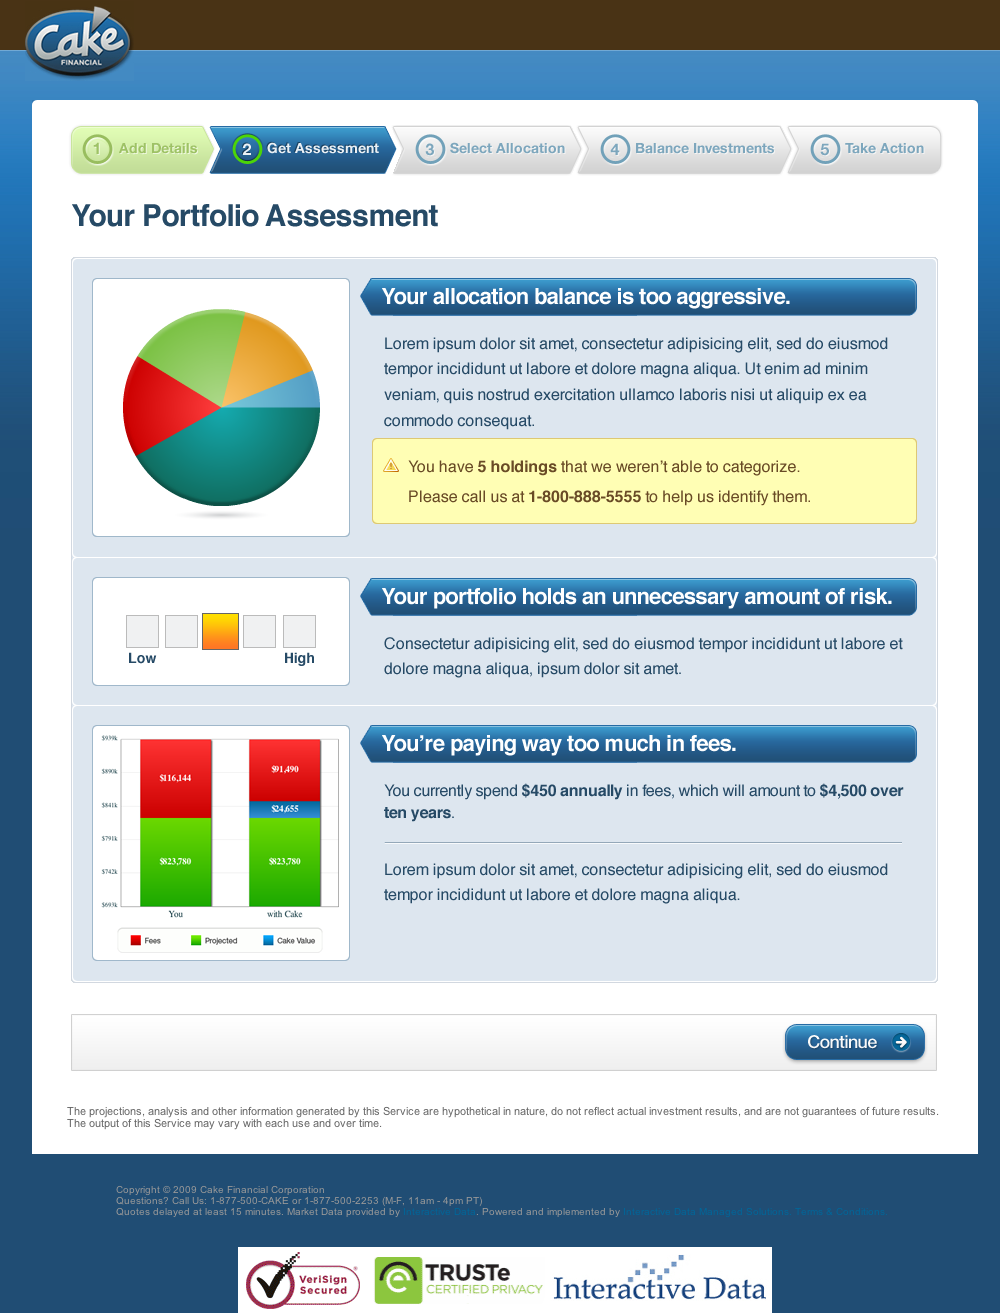 Cake
FINANCIAL
1 Add Details
2 Get Assessment
3 Select Allocation
4 Balance Investments
5 Take Action
Your Portfolio Assessment
Your allocation balance is too aggressive.
Lorem ipsum dolor sit amet, consectetur adipisicing elit, sed do eiusmod
tempor incididunt ut labore et dolore magna aliqua. Ut enim ad minim
veniam, quis nostrud exercitation ullamco laboris nisi ut aliquip ex ea
commodo consequat.
You have 5 holdings that we weren't able to categorize.
Please call us at 1-800-888-5555 to help us identify them.
Low
High
Your portfolio holds an unnecessary amount of risk.
Consectetur adipisicing elit, sed do eiusmod tempor incididunt ut labore et
dolore magna aliqua, ipsum dolor sit amet.
$939k
$890k
$841k
$791k
$742k
$693k
$116,144
$91,490
$24,655
$823,780
$823,780
You
with Cake
Fees
Projected
Cake Value
You're paying way too much in fees.
You currently spend $450 annually in fees, which will amount to $4,500 over
ten years.
Lorem ipsum dolor sit amet, consectetur adipisicing elit, sed do eiusmod
tempor incididunt ut labore et dolore magna aliqua.
Continue
The projections, analysis and other information generated by this Service are hypothetical in nature, do not reflect actual investment results, and are not guarantees of future results.
The output of this Service may vary with each use and over time.
Copyright © 2009 Cake Financial Corporation
Questions? Call Us: 1-877-500-CAKE or 1-877-500-2253 (M-F, 11am - 4pm PT)
Quotes delayed at least 15 minutes. Market Data provided by Interactive Data. Powered and implemented by Interactive Data Managed Solutions. Terms & Conditions
VeriSign
Secured
TRUSTe
CERTIFIED PRIVACY
Interactive Data